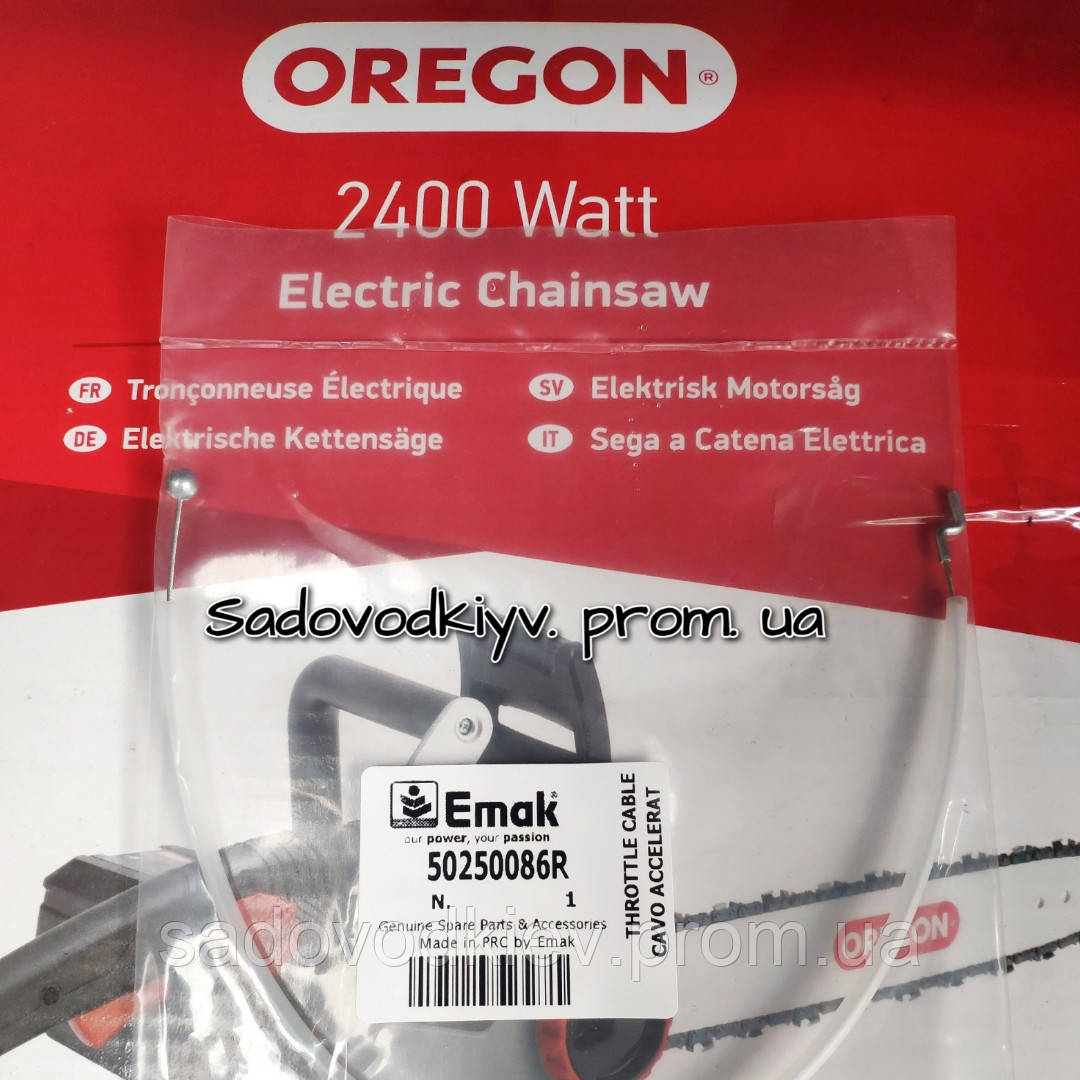 OREGON®
2400 Watt
Electric Chainsaw
FR Tronçonneuse Électrique
SV Elektrisk Motorsåg
DE Elektrische Kettensäge
IT Sega a Catena Elettrica
Sadovodkiyv. prom. ua
Emak®
our power, your passion
50250086R
N. 1
Genuine Spare Parts & Accessories
Made in PRC by Emak
THROTTLE CABLE
CAVO ACCELERAT
OREGON
sadovodkiev.prom.ua